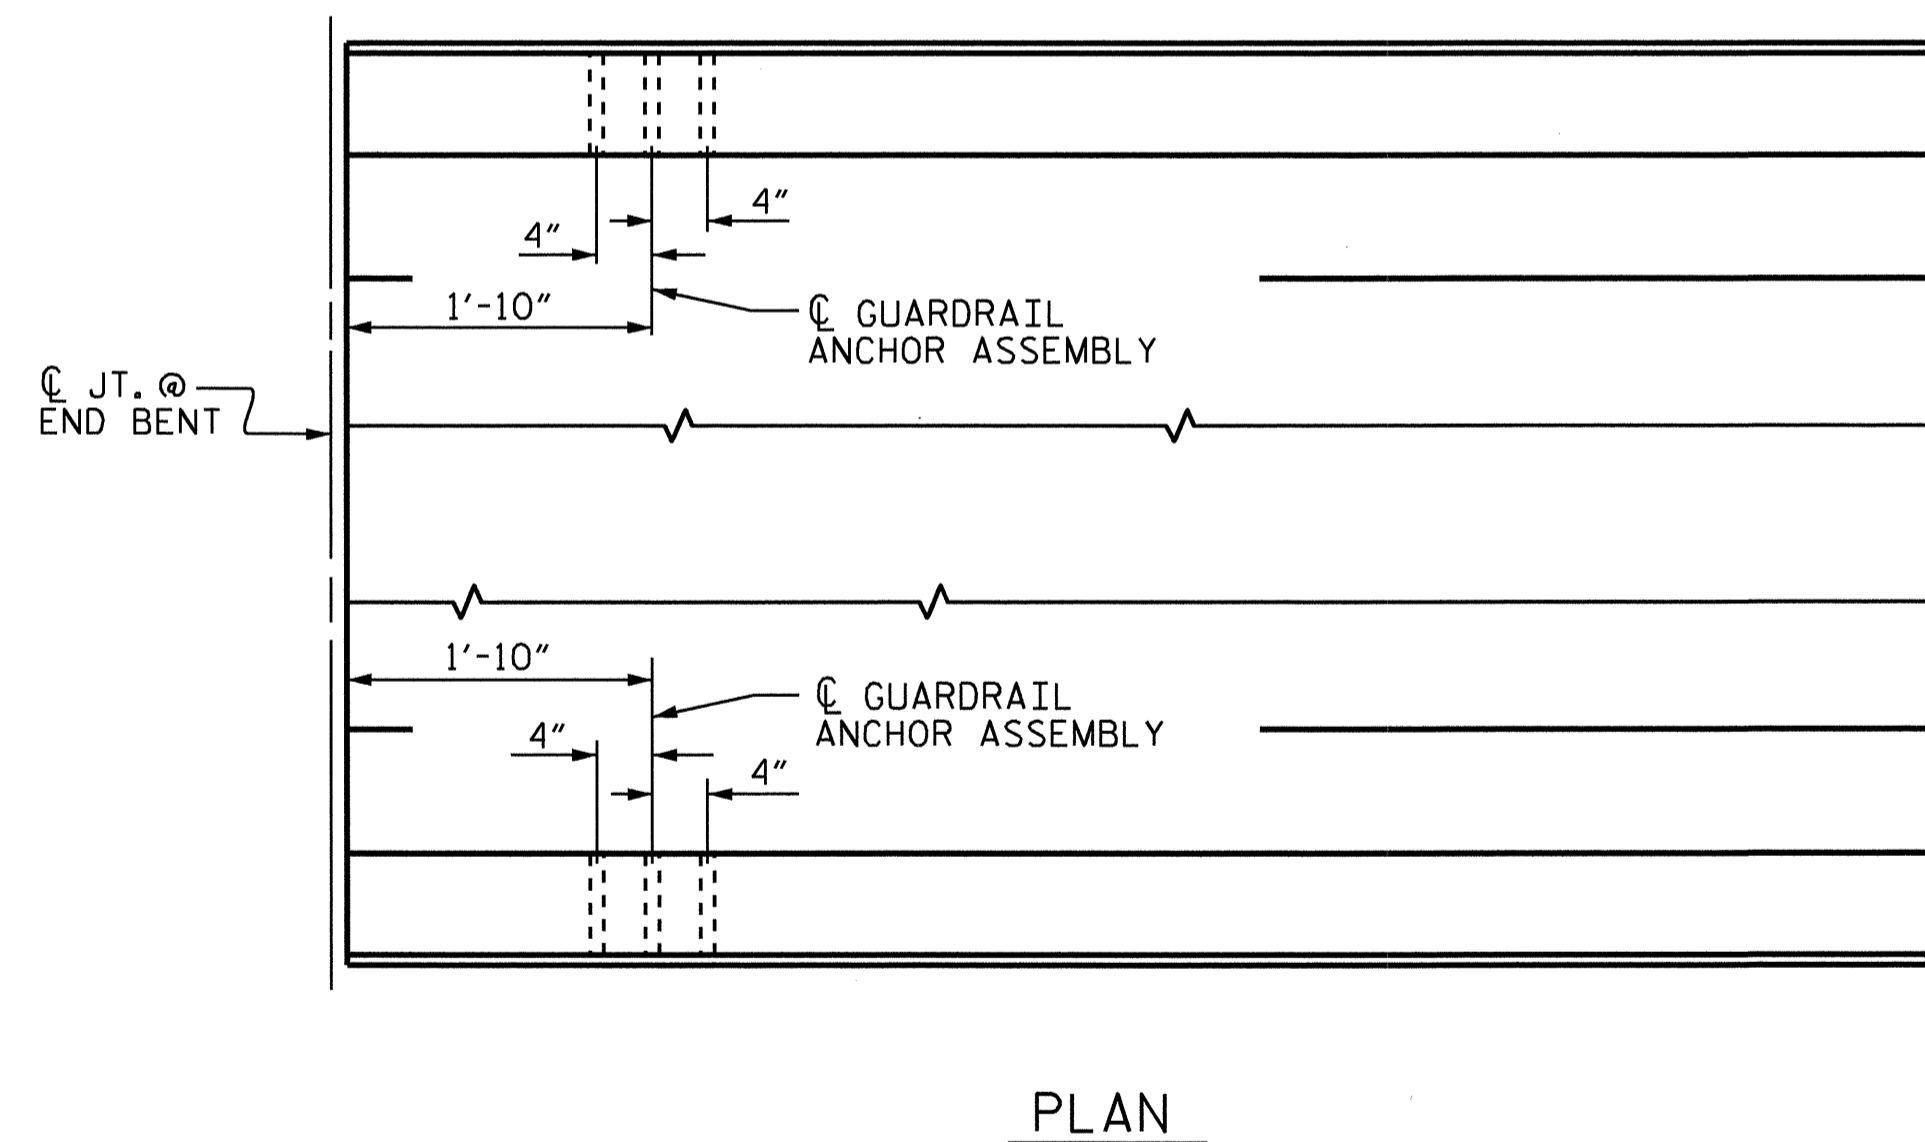 4"
4"
1'-10"
℄ GUARDRAIL
ANCHOR ASSEMBLY
℄ JT. @
END BENT
1'-10"
℄ GUARDRAIL
ANCHOR ASSEMBLY
4"
4"
PLAN